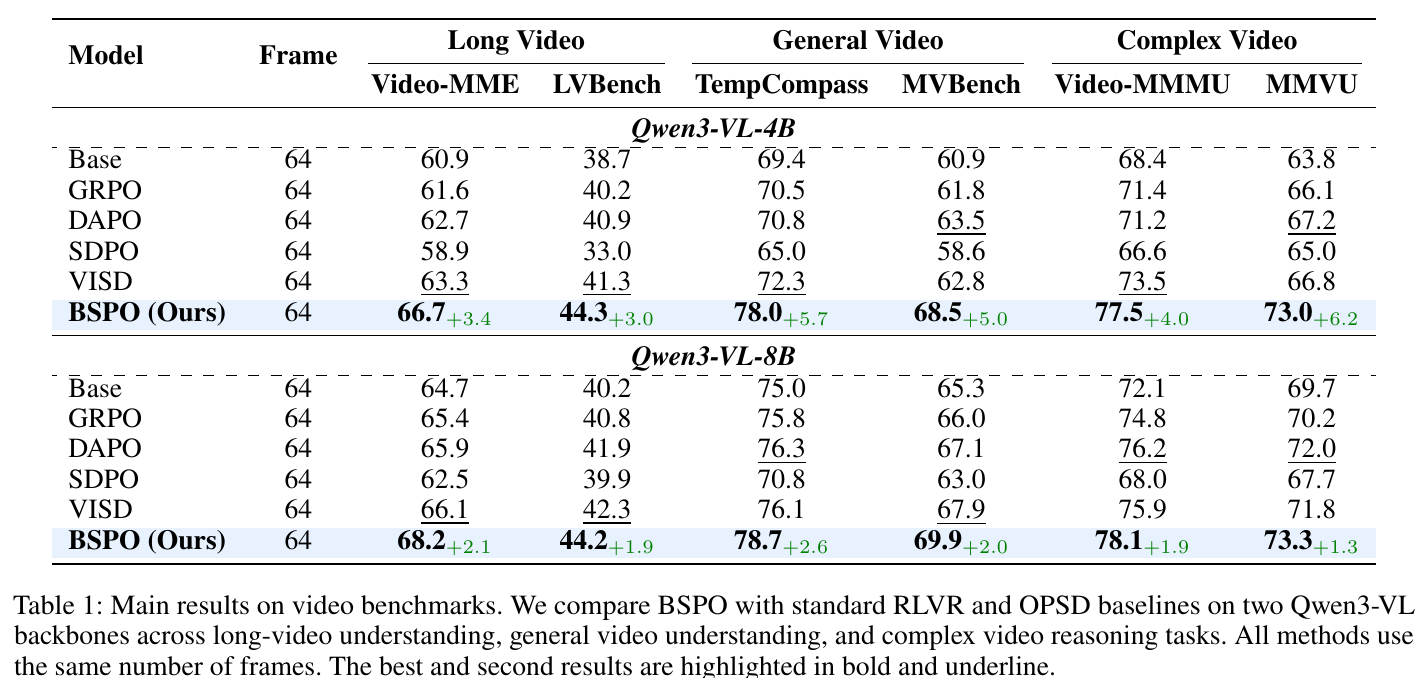 Model Frame Long Video General Video Complex Video
Video-MME LVBench TempCompass MVBench Video-MMMU MMVU
Qwen3-VL-4B
Base 64 60.9 38.7 69.4 60.9 68.4 63.8
GRPO 64 61.6 40.2 70.5 61.8 71.4 66.1
DAPO 64 62.7 40.9 70.8 63.5 71.2 67.2
SDPO 64 58.9 33.0 65.0 58.6 66.6 65.0
VISD 64 63.3 41.3 72.3 62.8 73.5 66.8
BSPO (Ours) 64 66.7+3.4 44.3+3.0 78.0+5.7 68.5+5.0 77.5+4.0 73.0+6.2
Qwen3-VL-8B
Base 64 64.7 40.2 75.0 65.3 72.1 69.7
GRPO 64 65.4 40.8 75.8 66.0 74.8 70.2
DAPO 64 65.9 41.9 76.3 67.1 76.2 72.0
SDPO 64 62.5 39.9 70.8 63.0 68.0 67.7
VISD 64 66.1 42.3 76.1 67.9 75.9 71.8
BSPO (Ours) 64 68.2+2.1 44.2+1.9 78.7+2.6 69.9+2.0 78.1+1.9 73.3+1.3
Table 1: Main results on video benchmarks. We compare BSPO with standard RLVR and OPSD baselines on two Qwen3-VL
backbones across long-video understanding, general video understanding, and complex video reasoning tasks. All methods use
the same number of frames. The best and second results are highlighted in bold and underline.